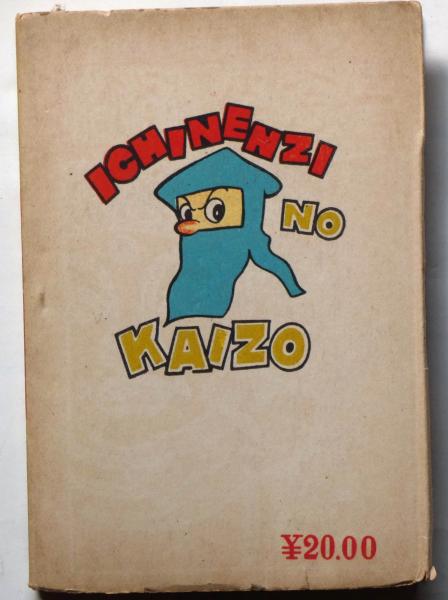 ICHINENZI
NO
KAIZO
¥20.00